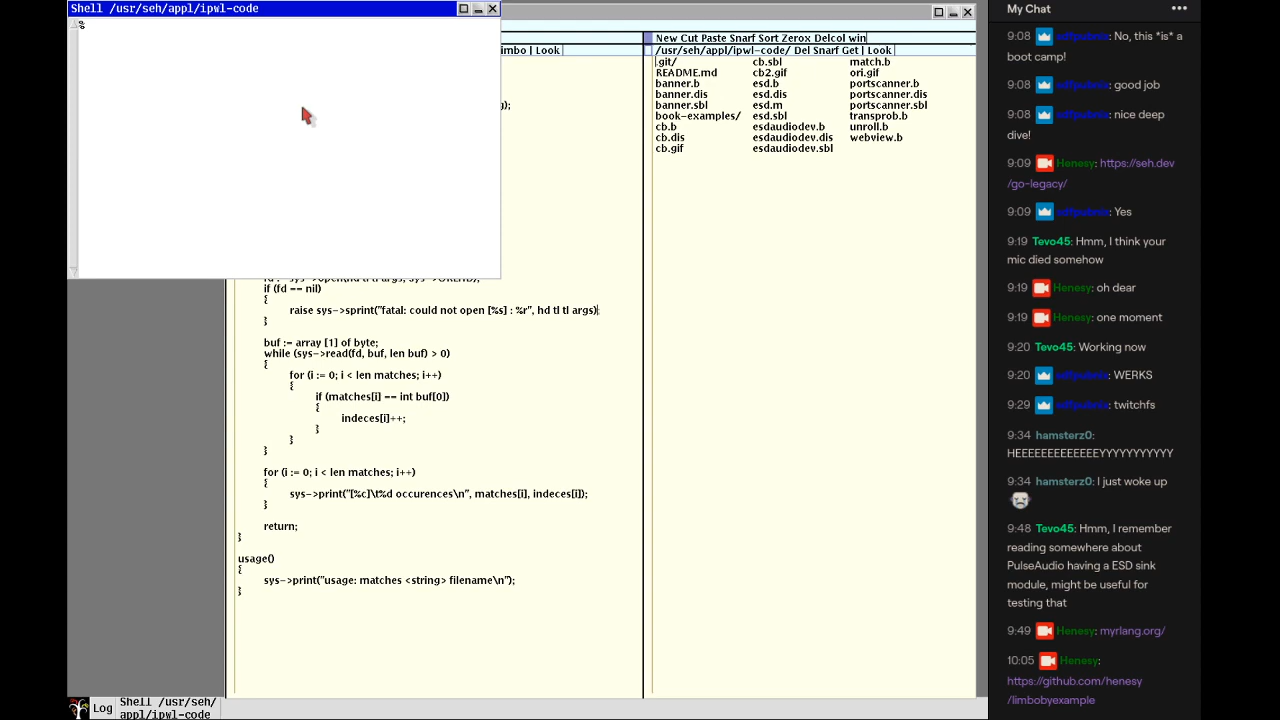 Shell /usr/seh/appl/ipwl-code
%
New Cut Paste Snarf Sort Zerox Delcol win
imbo | Look
/usr/seh/appl/ipwl-code/ Del Snarf Get | Look
.git/ cb.sbl match.b
README.md cb2.gif ori.gif
banner.b esd.b portscanner.b
banner.dis esd.dis portscanner.dis
banner.sbl esd.m portscanner.sbl
book-examples/ esd.sbl transprob.b
cb.b esdaudiodev.b unroll.b
cb.dis esdaudiodev.dis webview.b
cb.gif esdaudiodev.sbl
g);
if (fd == nil)
{
raise sys->sprint("fatal: could not open [%s] : %r", hd tl tl args)
}
buf := array [1] of byte;
while (sys->read(fd, buf, len buf) > 0)
{
for (i := 0; i < len matches; i++)
{
if (matches[i] == int buf[0])
{
indeces[i]++;
}
}
}
for (i := 0; i < len matches; i++)
{
sys->print("[%c]\t%d occurences\n", matches[i], indeces[i]);
}
return;
}
usage()
{
sys->print("usage: matches <string> filename\n");
}
Log
Shell /usr/seh/
appl/ipwl-code
My Chat
9:08 sdfpubnix: No, this *is* a
boot camp!
9:08 sdfpubnix: good job
9:08 sdfpubnix: nice deep
dive!
9:09 Henesy: https://seh.dev
/go-legacy/
9:09 sdfpubnix: Yes
9:19 Tevo45: Hmm, I think your
mic died somehow
9:19 Henesy: oh dear
9:19 Henesy: one moment
9:20 Tevo45: Working now
9:20 sdfpubnix: WERKS
9:29 sdfpubnix: twitchfs
9:34 hamsterz0:
HEEEEEEEEEEEEYYYYYYYYYYY
9:34 hamsterz0: I just woke up
9:48 Tevo45: Hmm, I remember
reading somewhere about
PulseAudio having a ESD sink
module, might be useful for
testing that
9:49 Henesy: myrlang.org/
10:05 Henesy:
https://github.com/henesy
/limbobyexample